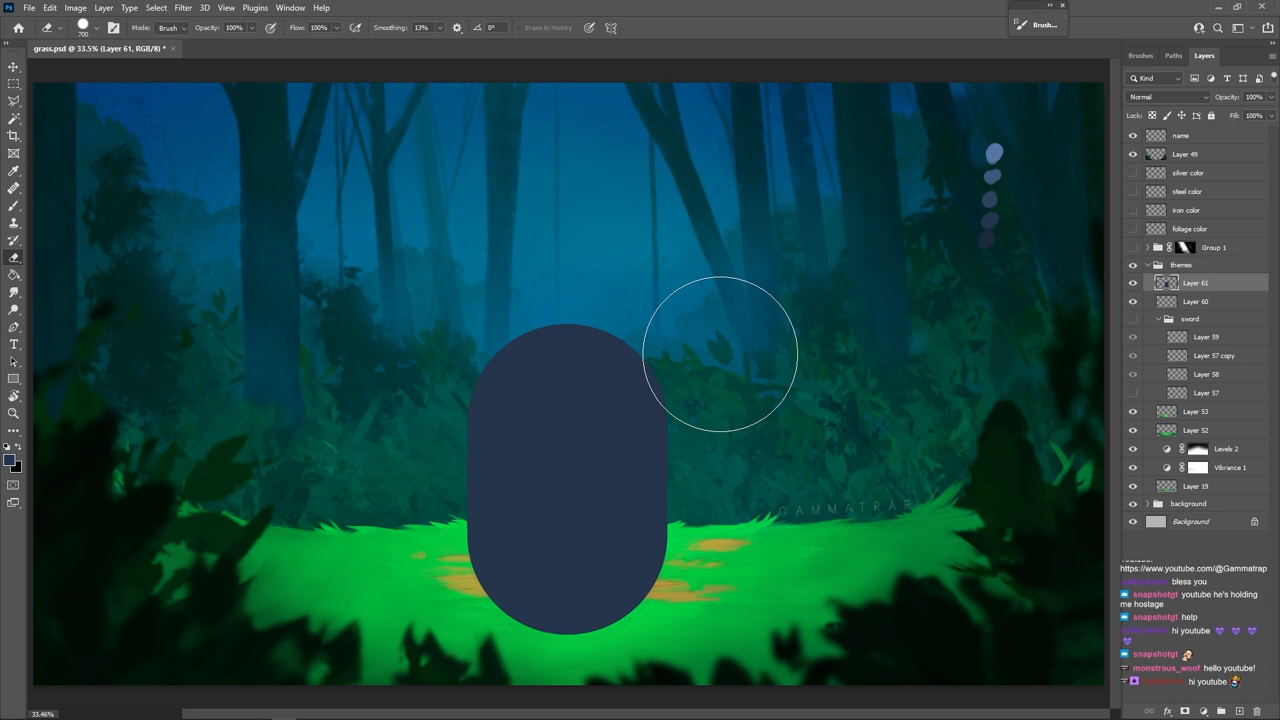 File Edit Image Layer Type Select Filter 3D View Plugins Window Help
Brush...
700 Mode: Brush Opacity: 100% Flow: 100% Smoothing: 13% 0° Erase to History
grass.psd @ 33.5% (Layer 61, RGB/8) *
Brushes Paths Layers
Kind
Normal Opacity: 100%
Lock: Fill: 100%
name
Layer 49
silver color
steel color
iron color
foliage color
Group 1
themes
Layer 61
Layer 60
sword
Layer 59
Layer 57 copy
Layer 58
Layer 57
Layer 53
Layer 52
Levels 2
Vibrance 1
Layer 19
background
Background
GAMMATRAP
https://www.youtube.com/@Gammatrap
bless you
snapshotgt youtube he's holding
me hostage
snapshotgt help
hi youtube
snapshotgt
monstrous_woof hello youtube!
hi youtube
33.46%